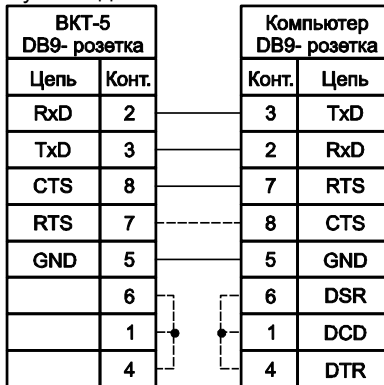 ВКТ-5 Компьютер
DB9- розетка DB9- розетка
Цепь Конт. Конт. Цепь
RxD 2 3 TxD
TxD 3 2 RxD
CTS 8 7 RTS
RTS 7 8 CTS
GND 5 5 GND
6 6 DSR
1 1 DCD
4 4 DTR